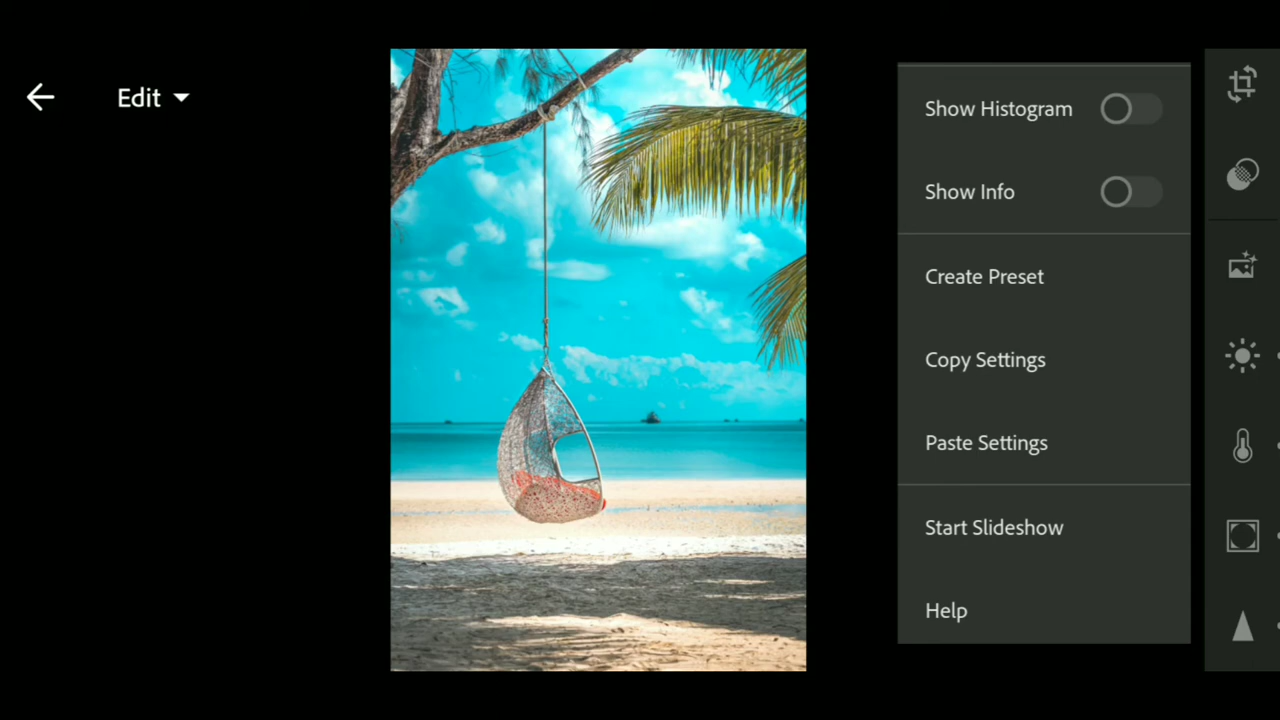 Edit
Show Histogram
Show Info
Create Preset
Copy Settings
Paste Settings
Start Slideshow
Help